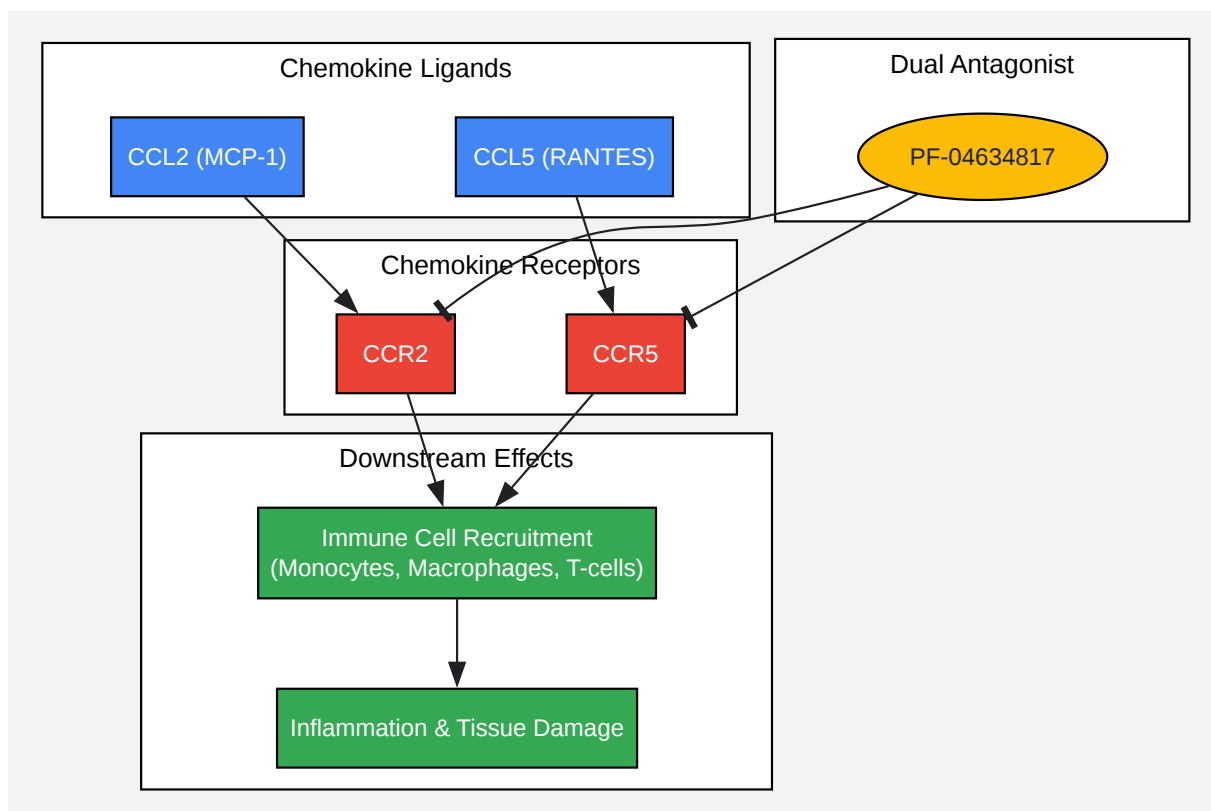 Chemokine Ligands
Dual Antagonist
CCL2 (MCP-1)
CCL5 (RANTES)
PF-04634817
Chemokine Receptors
CCR2
CCR5
Downstream Effects
Immune Cell Recruitment
(Monocytes, Macrophages, T-cells)
Inflammation & Tissue Damage